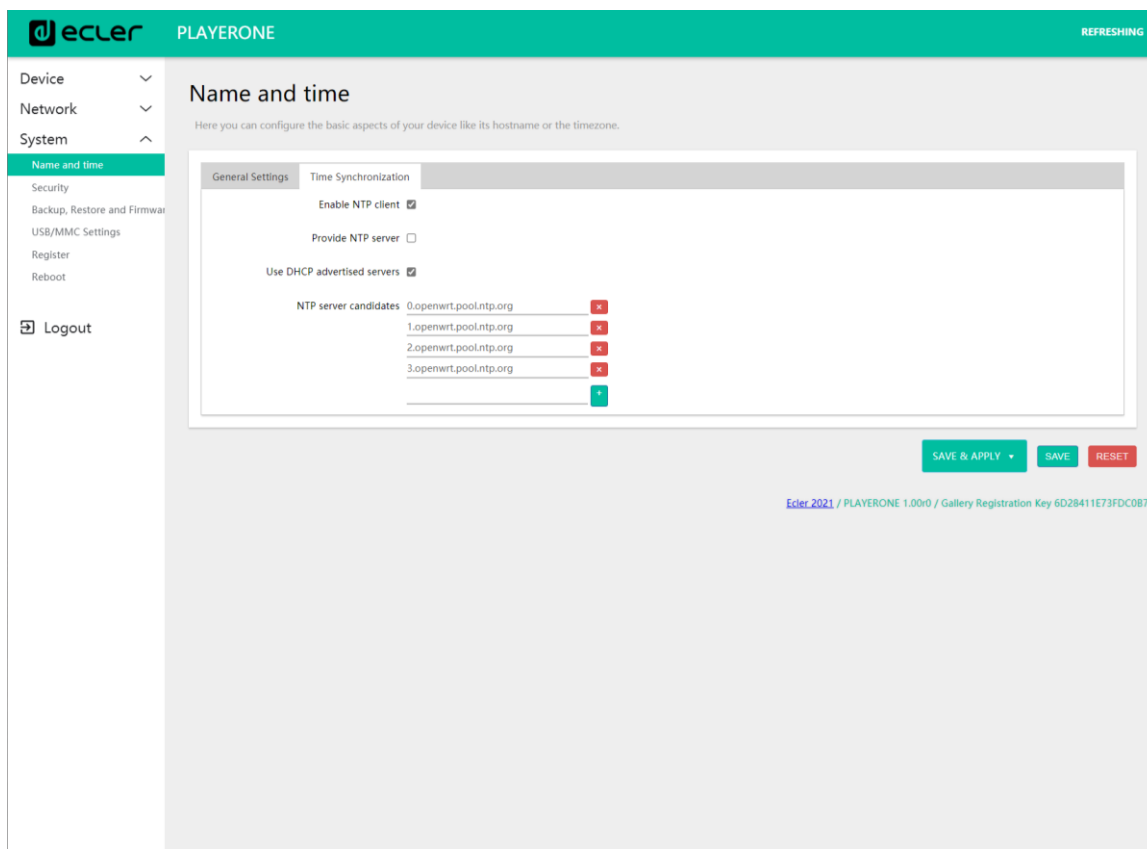 ecler
PLAYERONE
REFRESHING
Device
Network
System
Name and time
Security
Backup, Restore and Firmwar
USB/MMC Settings
Register
Reboot
Logout
Name and time
Here you can configure the basic aspects of your device like its hostname or the timezone.
General Settings Time Synchronization
Enable NTP client
Provide NTP server
Use DHCP advertised servers
NTP server candidates 0.openwrt.pool.ntp.org
1.openwrt.pool.ntp.org
2.openwrt.pool.ntp.org
3.openwrt.pool.ntp.org
SAVE & APPLY SAVE RESET
Ecler 2021 / PLAYERONE 1.00r0 / Gallery Registration Key 6D28411E73FDC0B7